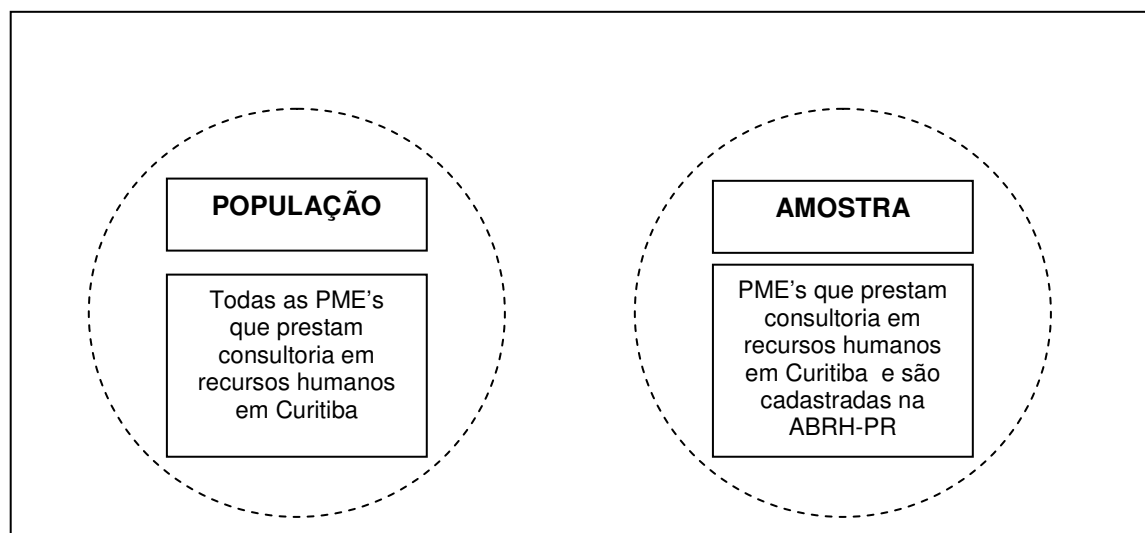 POPULAÇÃO
Todas as PME's
que prestam
consultoria em
recursos humanos
em Curitiba
AMOSTRA
PME's que prestam
consultoria em
recursos humanos
em Curitiba e são
cadastradas na
ABRH-PR